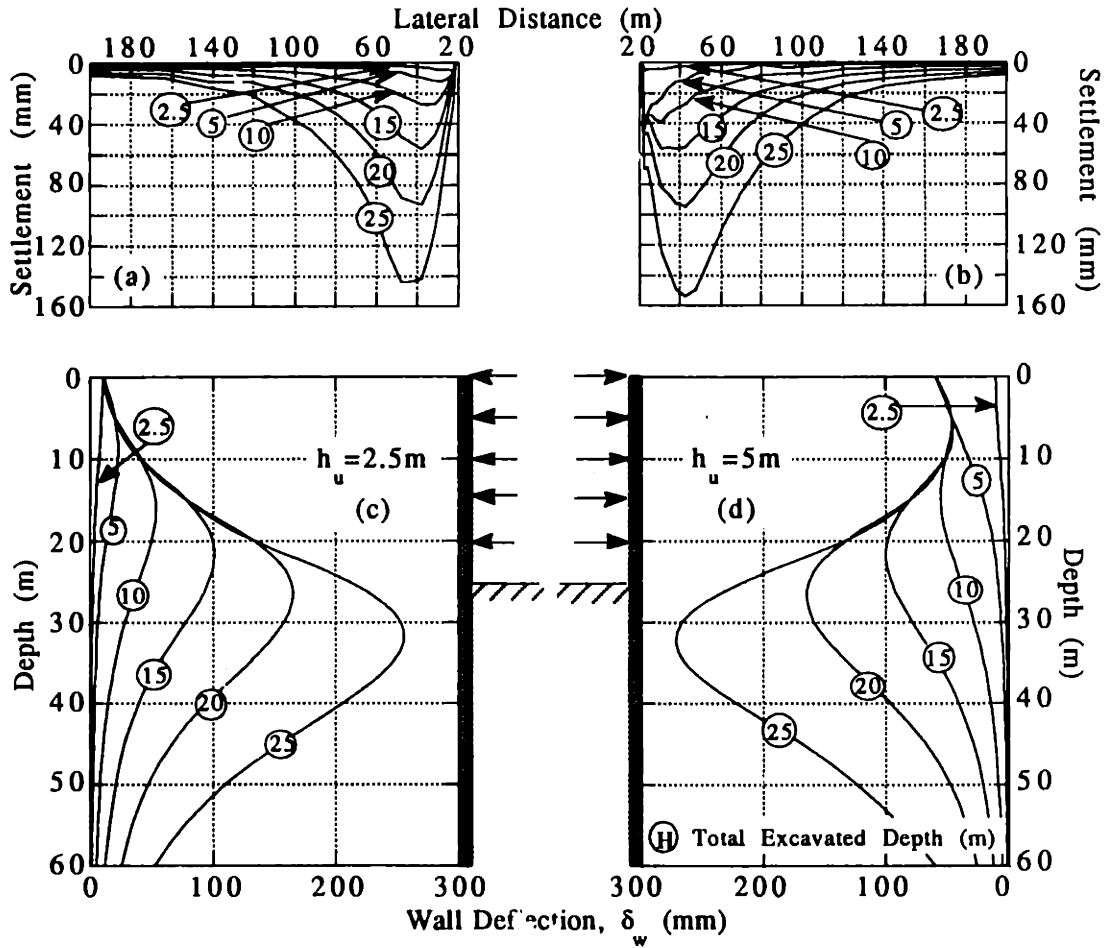 Lateral Distance (m)
180 140 100 60 20
20 60 100 140 180
0
40
80
120
160
Settlement (mm)
2.5
5
10
15
20
25
(a)
0
40
80
120
160
Settlement (mm)
2.5
5
10
15
20
25
(b)
0
10
20
30
40
50
60
Depth (m)
2.5
5
10
15
20
25
h_u=2.5m
(c)
0 100 200 300
h_u=5m
(d)
2.5
5
10
15
20
25
0
10
20
30
40
50
60
Depth (m)
H Total Excavated Depth (m)
300 200 100 0
Wall Deflection, δ_w (mm)